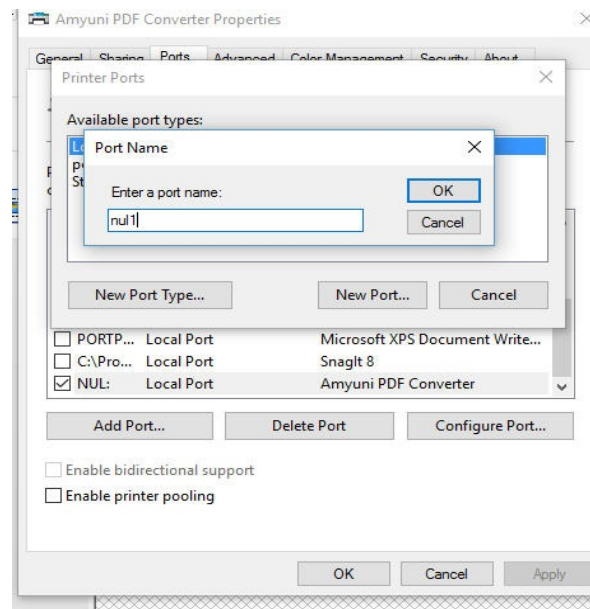 Amyuni PDF Converter Properties
General Sharing Ports Advanced Color Management Security About
Printer Ports
Available port types:
Port Name
Enter a port name:
OK
nul1
Cancel
New Port Type... New Port... Cancel
PORTP... Local Port Microsoft XPS Document Write...
C:\Pro... Local Port SnagIt 8
NUL: Local Port Amyuni PDF Converter
Add Port... Delete Port Configure Port...
Enable bidirectional support
Enable printer pooling
OK Cancel Apply